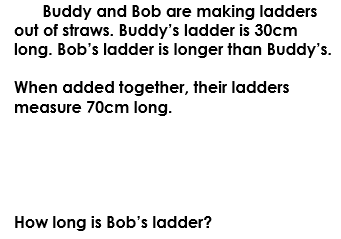 Buddy and Bob are making ladders
out of straws. Buddy's ladder is 30cm
long. Bob's ladder is longer than Buddy's.
When added together, their ladders
measure 70cm long.
How long is Bob's ladder?